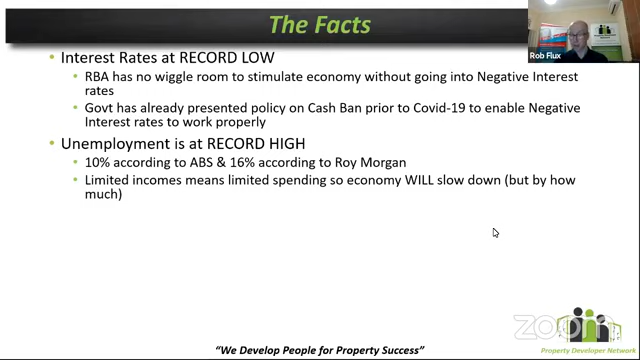 The Facts
Rob Flux
• Interest Rates at RECORD LOW
• RBA has no wiggle room to stimulate economy without going into Negative Interest
rates
• Govt has already presented policy on Cash Ban prior to Covid-19 to enable Negative
Interest rates to work properly
• Unemployment is at RECORD HIGH
• 10% according to ABS & 16% according to Roy Morgan
• Limited incomes means limited spending so economy WILL slow down (but by how
much)
zoom
Property Developer Network
“We Develop People for Property Success”